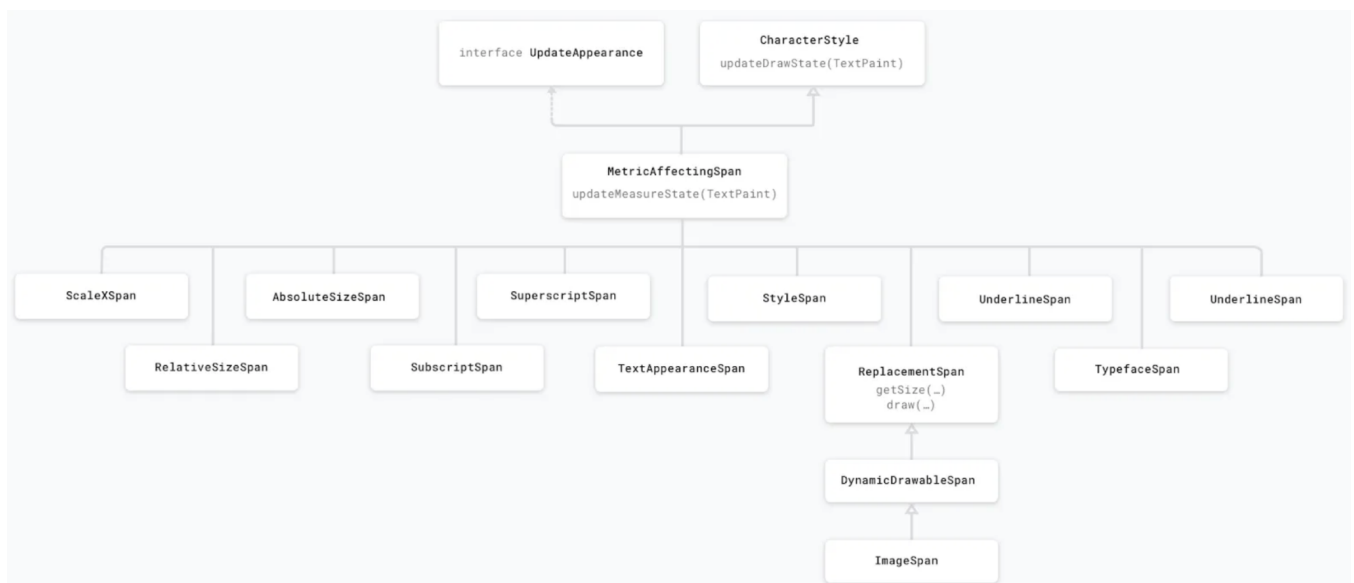 interface UpdateAppearance
CharacterStyle
updateDrawState(TextPaint)
MetricAffectingSpan
updateMeasureState(TextPaint)
ScaleXSpan
AbsoluteSizeSpan
SuperscriptSpan
StyleSpan
UnderlineSpan
UnderlineSpan
RelativeSizeSpan
SubscriptSpan
TextAppearanceSpan
ReplacementSpan
getSize(…)
draw(…)
TypefaceSpan
DynamicDrawableSpan
ImageSpan